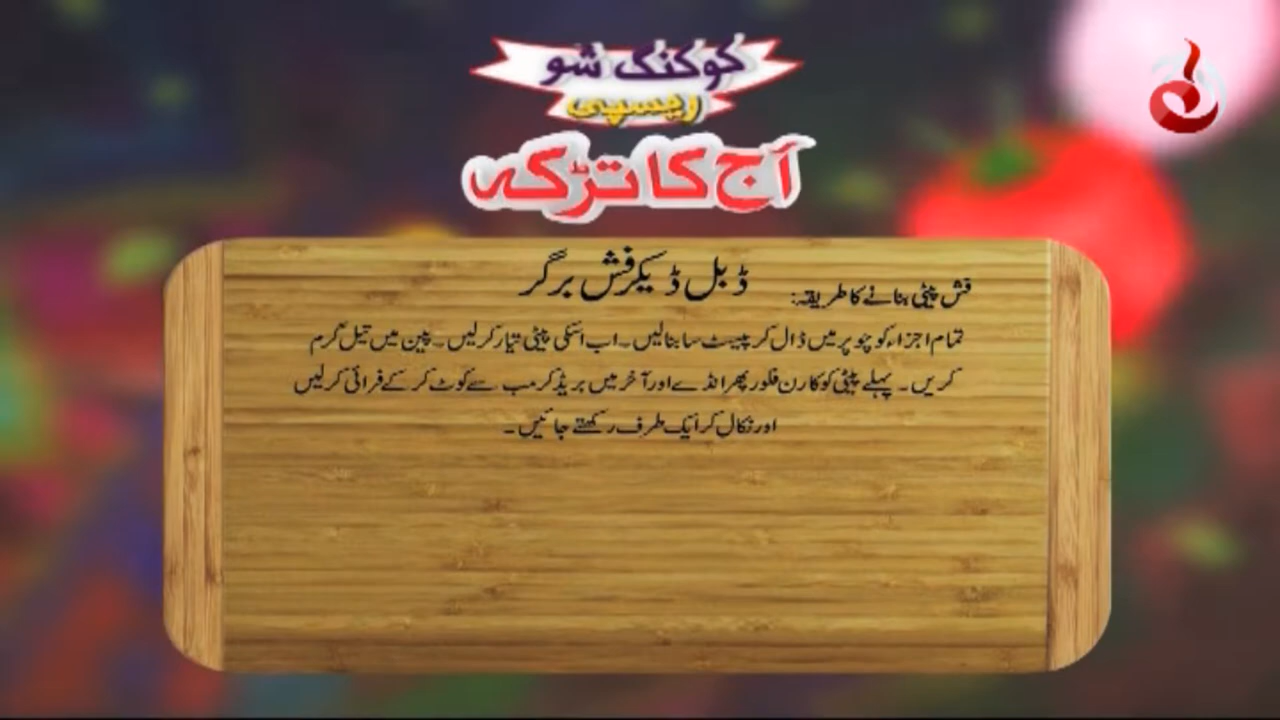 کوکنگ شو
ریسپی
آج کا تڑکہ
ڈبل ڈیکر فش برگر
فش پیٹی بنانے کا طریقہ:
تمام اجزاء کو چوپر میں ڈال کر پیسٹ سا بنالیں۔ اب اسکی پیٹی تیار کرلیں۔ پین میں تیل گرم
کریں۔ پہلے پیٹی کو کارن فلور پھر انڈے اور آخر میں بریڈ کرمب سے کوٹ کر کے فرائی کرلیں
اور نکال کر ایک طرف رکھتے جائیں۔